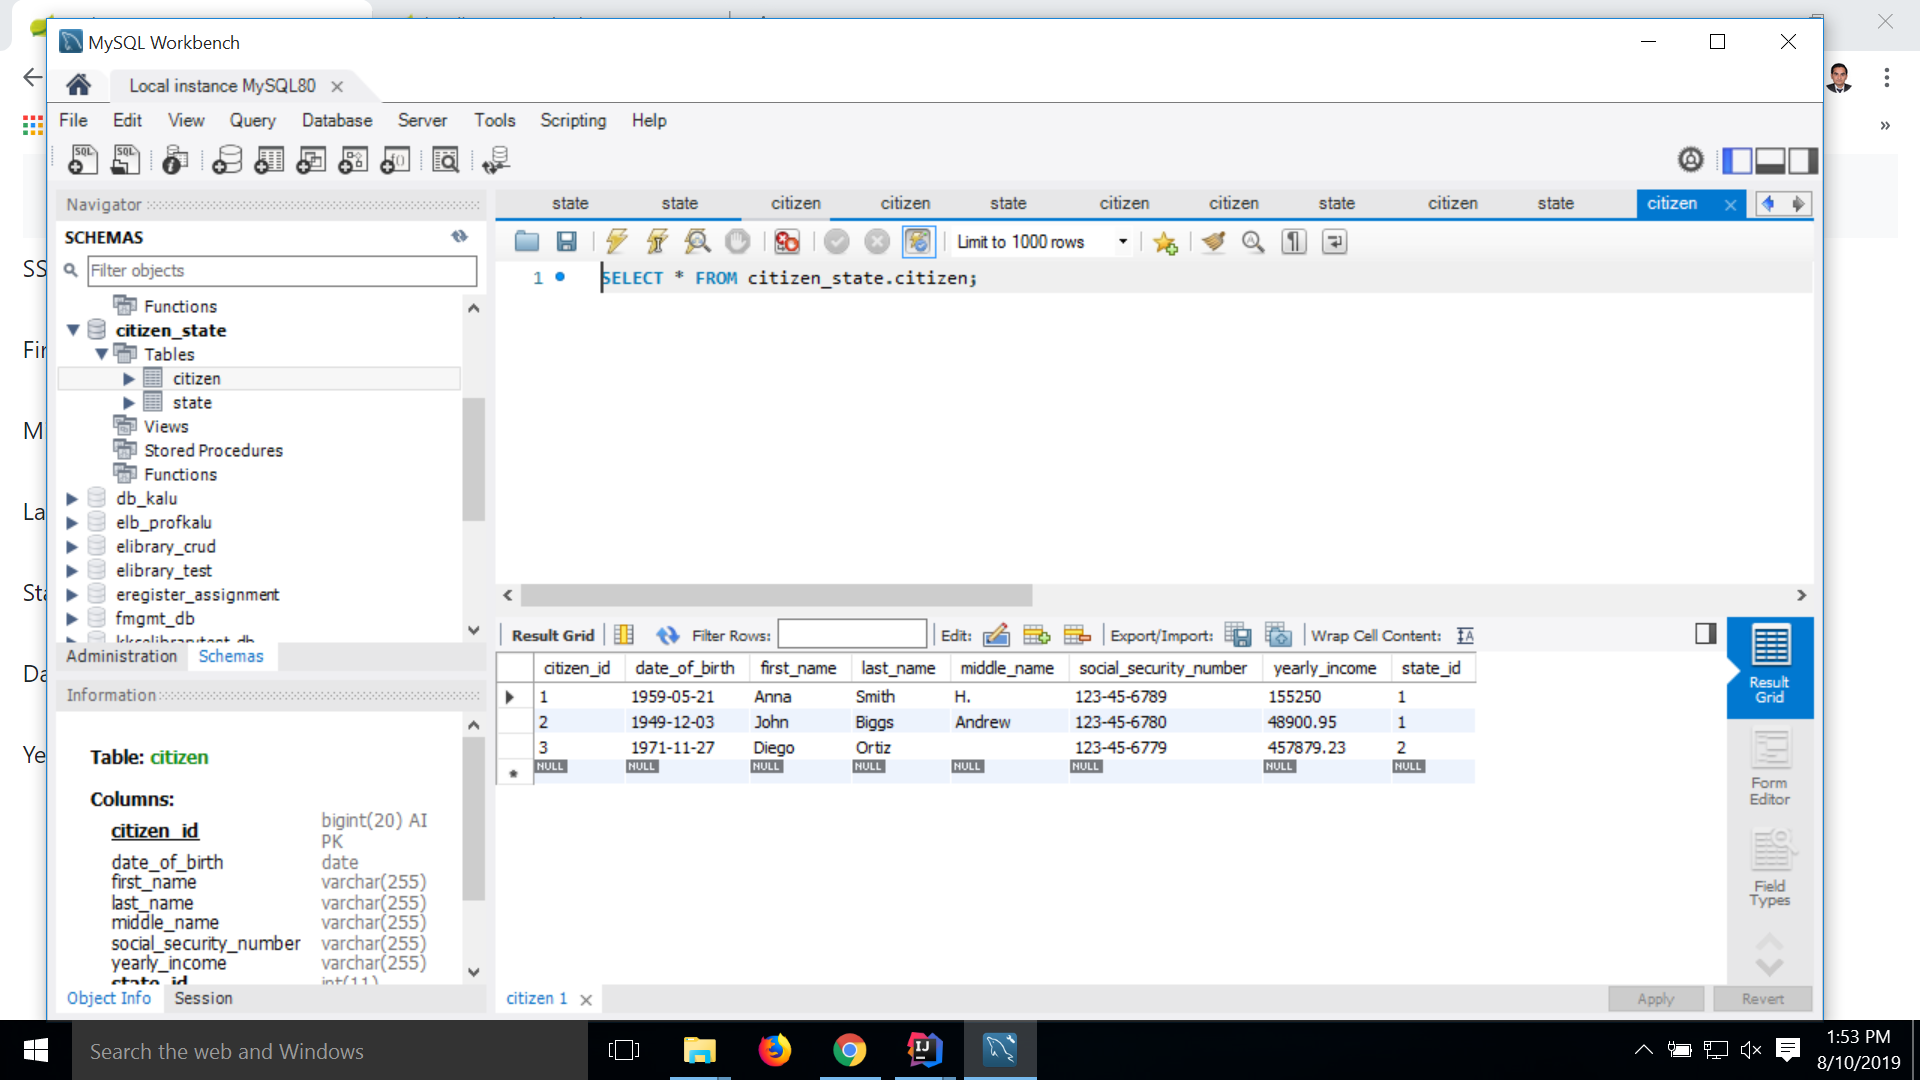 MySQL Workbench
Local instance MySQL80
File Edit View Query Database Server Tools Scripting Help
Navigator
SCHEMAS
Filter objects
Functions
citizen_state
Tables
citizen
state
Views
Stored Procedures
Functions
db_kalu
elb_profkalu
elibrary_crud
elibrary_test
eregister_assignment
fmgmt_db
Administration Schemas
Information
Table: citizen
Columns:
citizen_id bigint(20) AI PK
date_of_birth date
first_name varchar(255)
last_name varchar(255)
middle_name varchar(255)
social_security_number varchar(255)
yearly_income varchar(255)
state_id int(11)
Object Info Session
state state citizen citizen state citizen citizen state citizen state citizen
Limit to 1000 rows
1 SELECT * FROM citizen_state.citizen;
Result Grid Filter Rows: Edit: Export/Import: Wrap Cell Content:
citizen_id date_of_birth first_name last_name middle_name social_security_number yearly_income state_id
1 1959-05-21 Anna Smith H. 123-45-6789 155250 1
2 1949-12-03 John Biggs Andrew 123-45-6780 48900.95 1
3 1971-11-27 Diego Ortiz 123-45-6779 457879.23 2
NULL NULL NULL NULL NULL NULL NULL NULL
Result Grid
Form Editor
Field Types
citizen 1
Apply Revert
Search the web and Windows
1:53 PM
8/10/2019